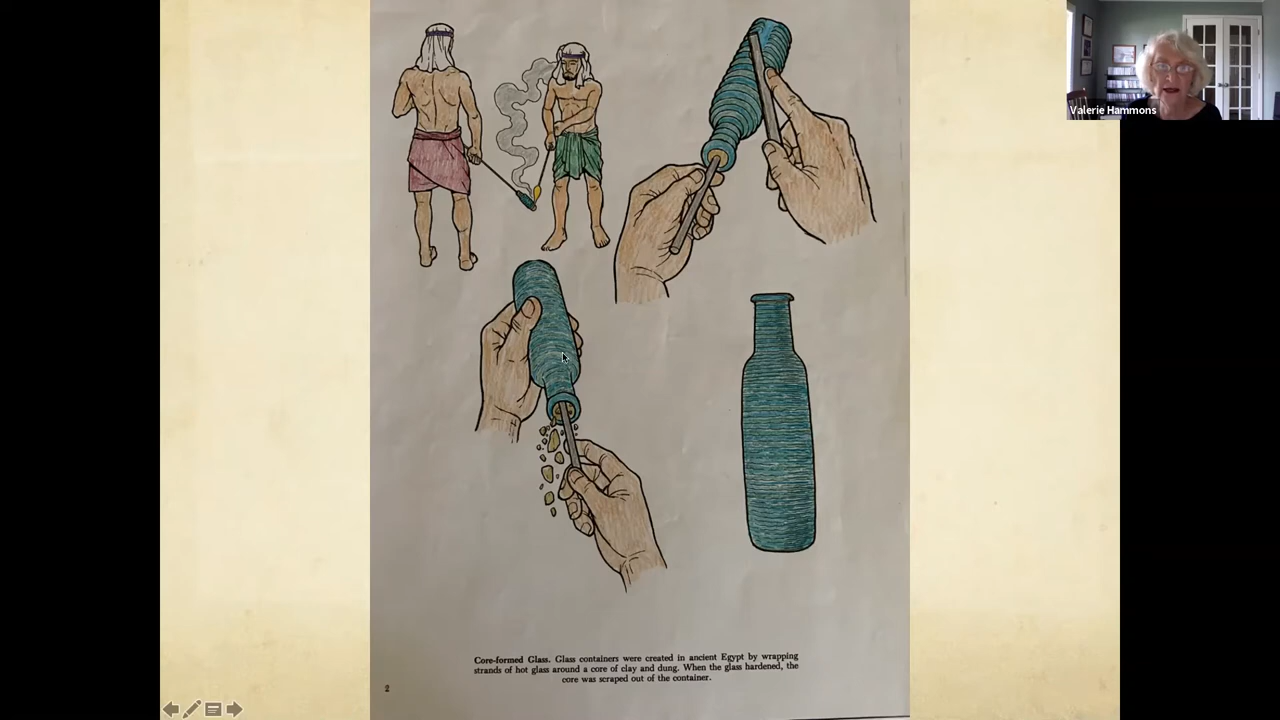 Valerie Hammons
Core-formed Glass. Glass containers were created in ancient Egypt by wrapping
strands of hot glass around a core of clay and dung. When the glass hardened, the
core was scraped out of the container.
2